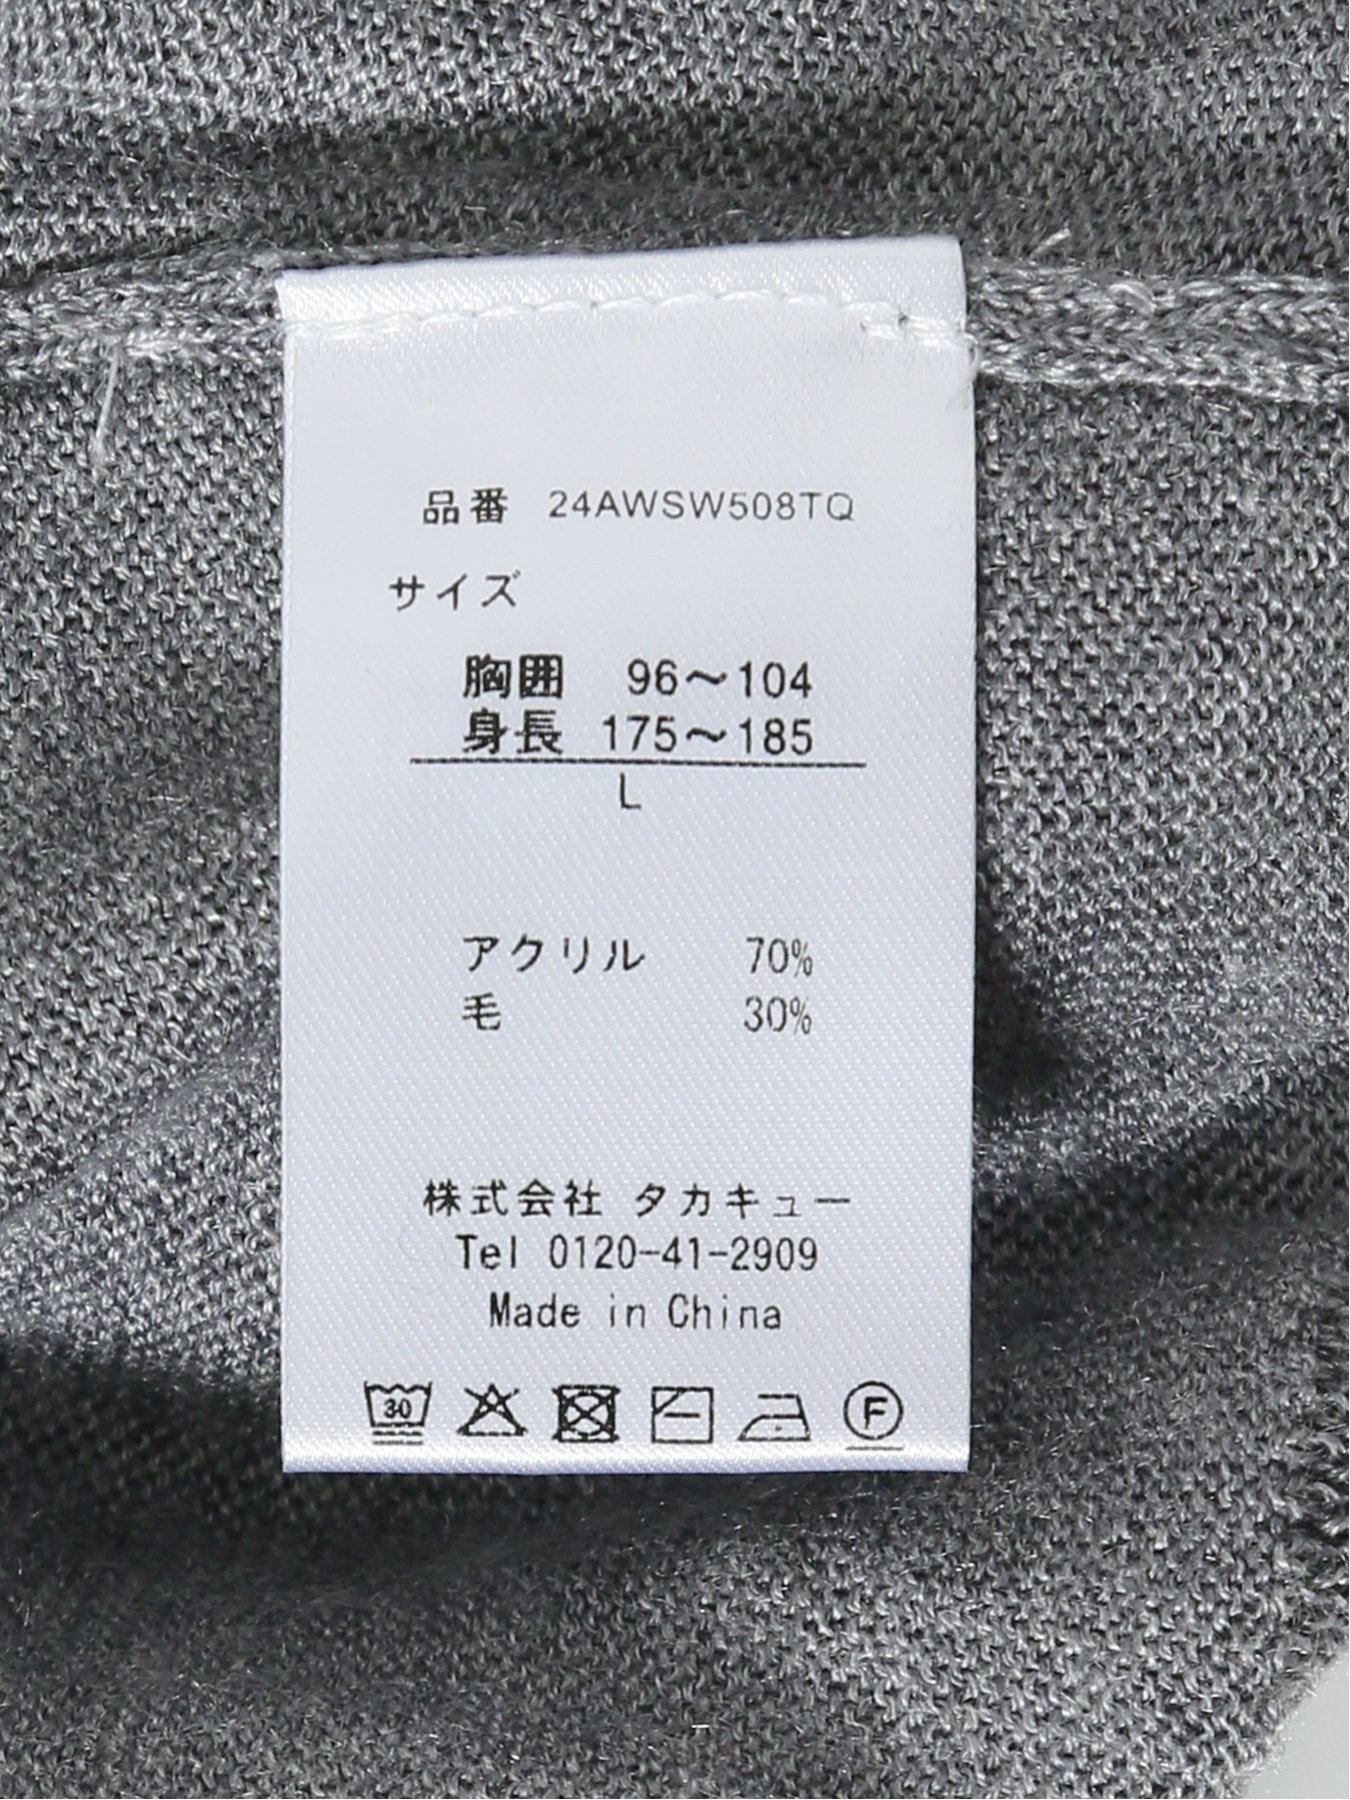 品番 24AWSW508TQ
サイズ
胸囲 96～104
身長 175～185
L
アクリル 70%
毛 30%
株式会社 タカキュー
Tel 0120-41-2909
Made in China
30 F